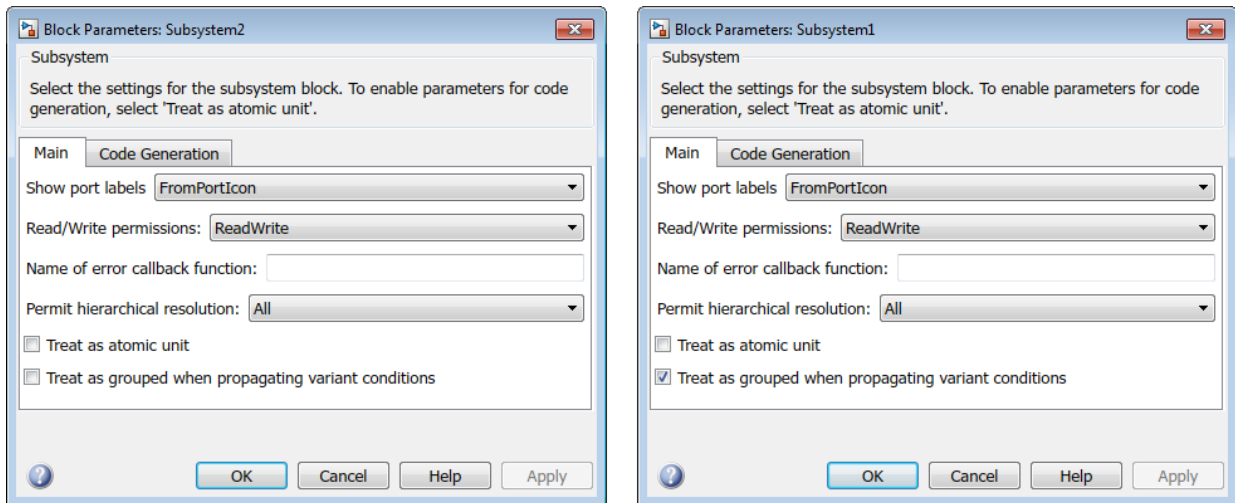 Block Parameters: Subsystem2
Subsystem
Select the settings for the subsystem block. To enable parameters for code
generation, select 'Treat as atomic unit'.
Main
Code Generation
Show port labels FromPortIcon
Read/Write permissions: ReadWrite
Name of error callback function:
Permit hierarchical resolution: All
Treat as atomic unit
Treat as grouped when propagating variant conditions
? OK Cancel Help Apply
Block Parameters: Subsystem1
Subsystem
Select the settings for the subsystem block. To enable parameters for code
generation, select 'Treat as atomic unit'.
Main
Code Generation
Show port labels FromPortIcon
Read/Write permissions: ReadWrite
Name of error callback function:
Permit hierarchical resolution: All
Treat as atomic unit
Treat as grouped when propagating variant conditions
? OK Cancel Help Apply